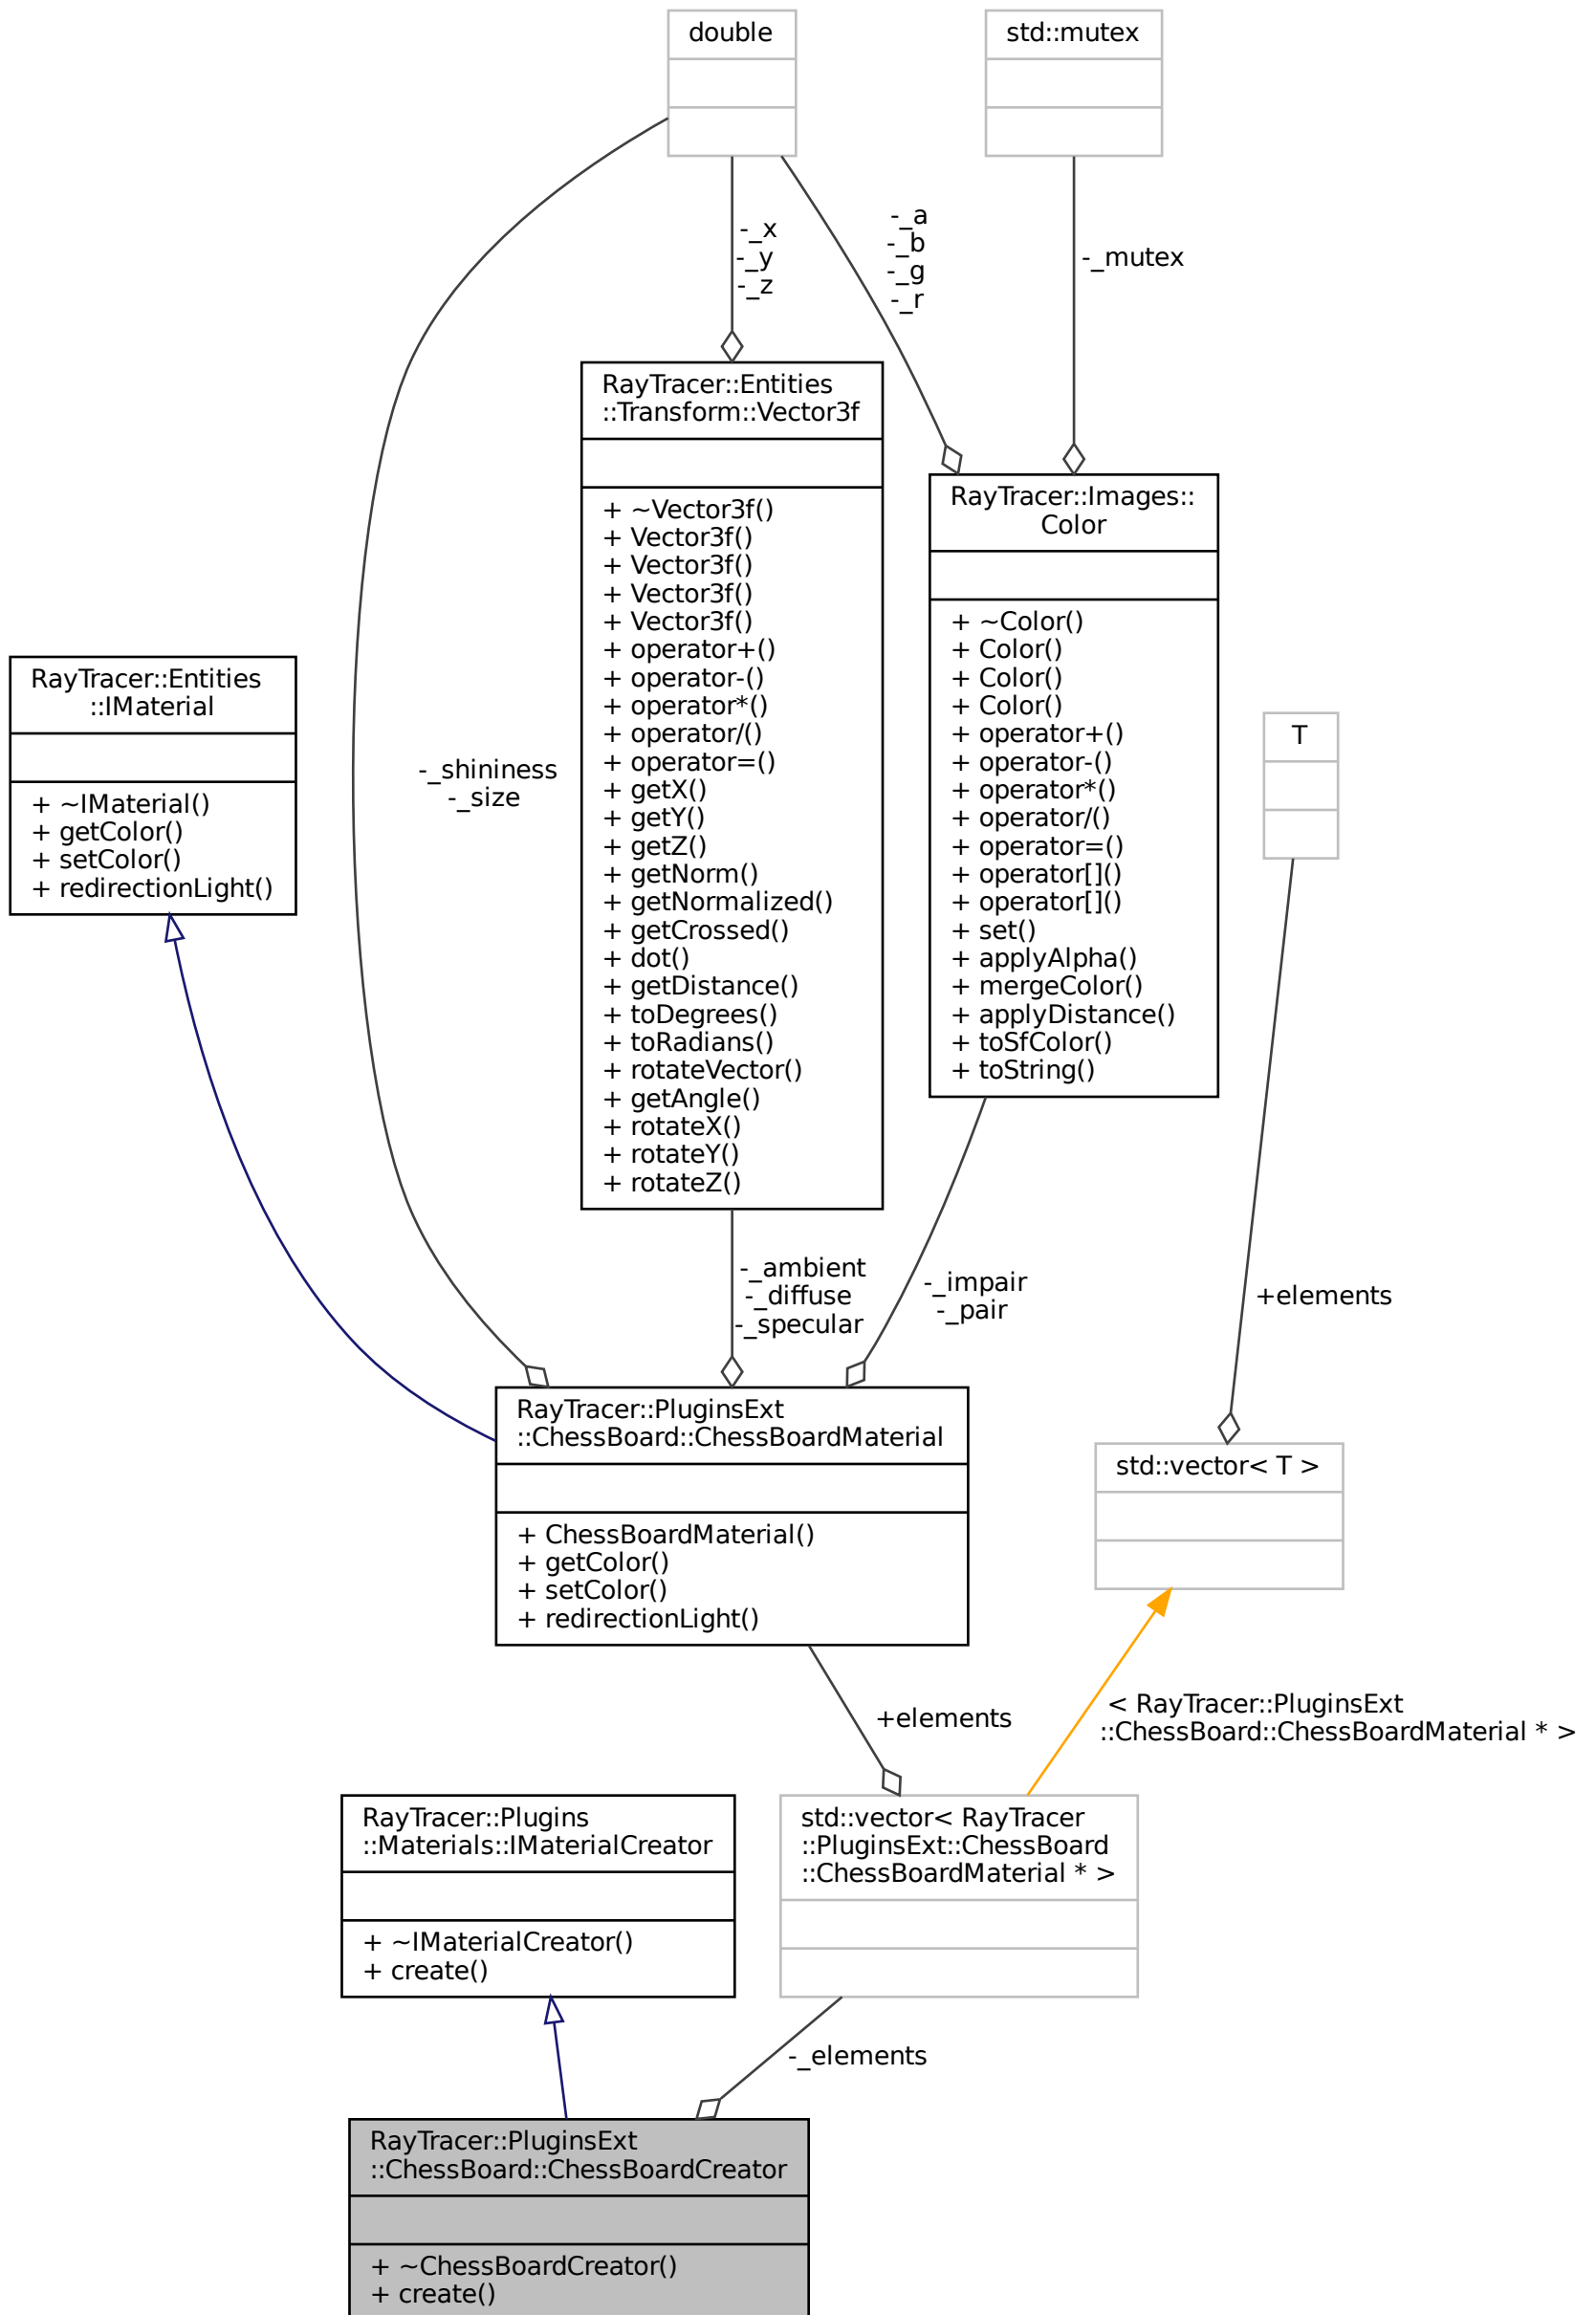 double
std::mutex
-_x
-_y
-_z
-_a
-_b
-_g
-_r
-_mutex
RayTracer::Entities
::Transform::Vector3f
+ ~Vector3f()
+ Vector3f()
+ Vector3f()
+ Vector3f()
+ Vector3f()
+ operator+()
+ operator-()
+ operator*()
+ operator/()
+ operator=()
+ getX()
+ getY()
+ getZ()
+ getNorm()
+ getNormalized()
+ getCrossed()
+ dot()
+ getDistance()
+ toDegrees()
+ toRadians()
+ rotateVector()
+ getAngle()
+ rotateX()
+ rotateY()
+ rotateZ()
RayTracer::Images::
Color
+ ~Color()
+ Color()
+ Color()
+ Color()
+ operator+()
+ operator-()
+ operator*()
+ operator/()
+ operator=()
+ operator[]()
+ operator[]()
+ set()
+ applyAlpha()
+ mergeColor()
+ applyDistance()
+ toSfColor()
+ toString()
RayTracer::Entities
::IMaterial
+ ~IMaterial()
+ getColor()
+ setColor()
+ redirectionLight()
-_shininess
-_size
T
-_ambient
-_diffuse
-_specular
-_impair
-_pair
+elements
RayTracer::PluginsExt
::ChessBoard::ChessBoardMaterial
+ ChessBoardMaterial()
+ getColor()
+ setColor()
+ redirectionLight()
std::vector< T >
+elements
< RayTracer::PluginsExt
::ChessBoard::ChessBoardMaterial * >
RayTracer::Plugins
::Materials::IMaterialCreator
+ ~IMaterialCreator()
+ create()
std::vector< RayTracer
::PluginsExt::ChessBoard
::ChessBoardMaterial * >
-_elements
RayTracer::PluginsExt
::ChessBoard::ChessBoardCreator
+ ~ChessBoardCreator()
+ create()